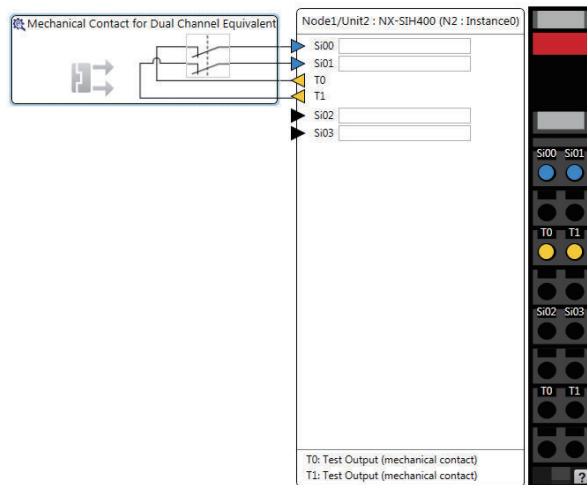 Mechanical Contact for Dual Channel Equivalent
Node1/Unit2 : NX-SIH400 (N2 : Instance0)
Si00
Si01
T0
T1
Si02
Si03
T0: Test Output (mechanical contact)
T1: Test Output (mechanical contact)
Si00 Si01
T0 T1
Si02 Si03
T0 T1
?